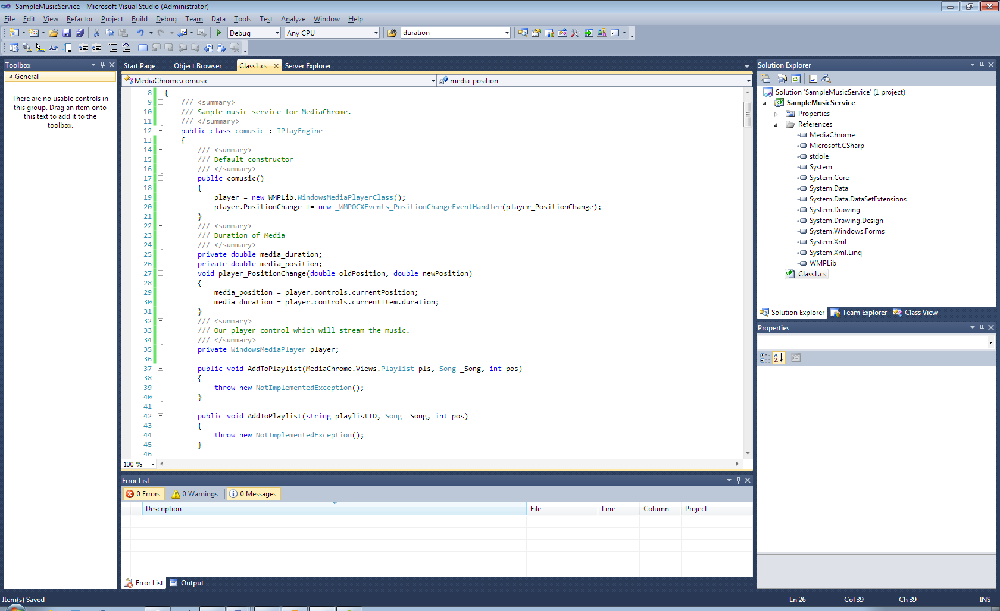 SampleMusicService - Microsoft Visual Studio (Administrator)
File Edit View Refactor Project Build Debug Team Data Tools Test Analyze Window Help
Debug Any CPU duration
Toolbox
General
There are no usable controls in
this group. Drag an item onto
this text to add it to the
toolbox.
Start Page Object Browser Class1.cs Server Explorer
MediaChrome.comusic media_position
8 {
9 /// <summary>
10 /// Sample music service for MediaChrome.
11 /// </summary>
12 public class comusic : IPlayEngine
13 {
14 /// <summary>
15 /// Default constructor
16 /// </summary>
17 public comusic()
18 {
19 player = new WMPLib.WindowsMediaPlayerClass();
20 player.PositionChange += new _WMPOCXEvents_PositionChangeEventHandler(player_PositionChange);
21 }
22 /// <summary>
23 /// Duration of Media
24 /// </summary>
25 private double media_duration;
26 private double media_position;
27 void player_PositionChange(double oldPosition, double newPosition)
28 {
29 media_position = player.controls.currentPosition;
30 media_duration = player.controls.currentItem.duration;
31 }
32 /// <summary>
33 /// Our player control which will stream the music.
34 /// </summary>
35 private WindowsMediaPlayer player;
36
37 public void AddToPlaylist(MediaChrome.Views.Playlist pls, Song _Song, int pos)
38 {
39 throw new NotImplementedException();
40 }
41
42 public void AddToPlaylist(string playlistID, Song _Song, int pos)
43 {
44 throw new NotImplementedException();
45 }
46
100 %
Error List
0 Errors 0 Warnings 0 Messages
Description File Line Column Project
Error List Output
Solution Explorer
Solution 'SampleMusicService' (1 project)
SampleMusicService
Properties
References
MediaChrome
Microsoft.CSharp
stdole
System
System.Core
System.Data
System.Data.DataSetExtensions
System.Drawing
System.Drawing.Design
System.Windows.Forms
System.Xml
System.Xml.Linq
WMPLib
Class1.cs
Solution Explorer Team Explorer Class View
Properties
Item(s) Saved Ln 26 Col 39 Ch 39 INS